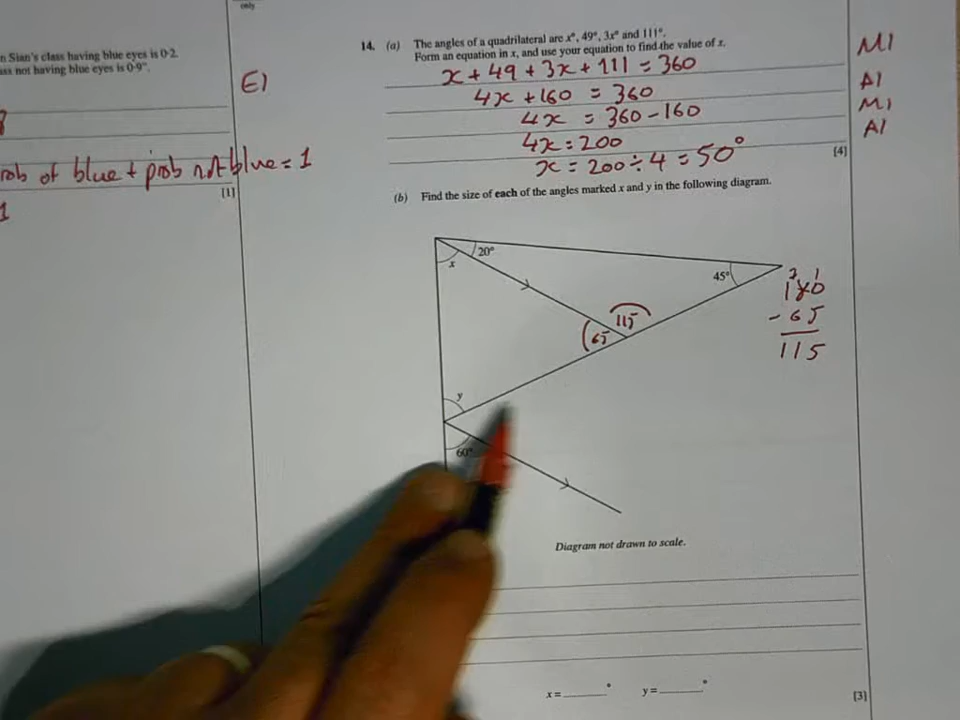 only
n Sian's class having blue eyes is 0·2.
ass not having blue eyes is 0·9".
E1
rob of blue + prob not blue = 1
[1]
1
14. (a) The angles of a quadrilateral are x°, 49°, 3x° and 111°.
Form an equation in x, and use your equation to find the value of x.
x + 49 + 3x + 111 = 360
4x + 160 = 360
4x = 360 - 160
4x = 200
x = 200 ÷ 4 = 50°
[4]
M1
A1
M1
A1
(b) Find the size of each of the angles marked x and y in the following diagram.
20°
x
45°
115
65
180
- 65
115
y
60°
Diagram not drawn to scale.
x = ______° y = ______°
[3]